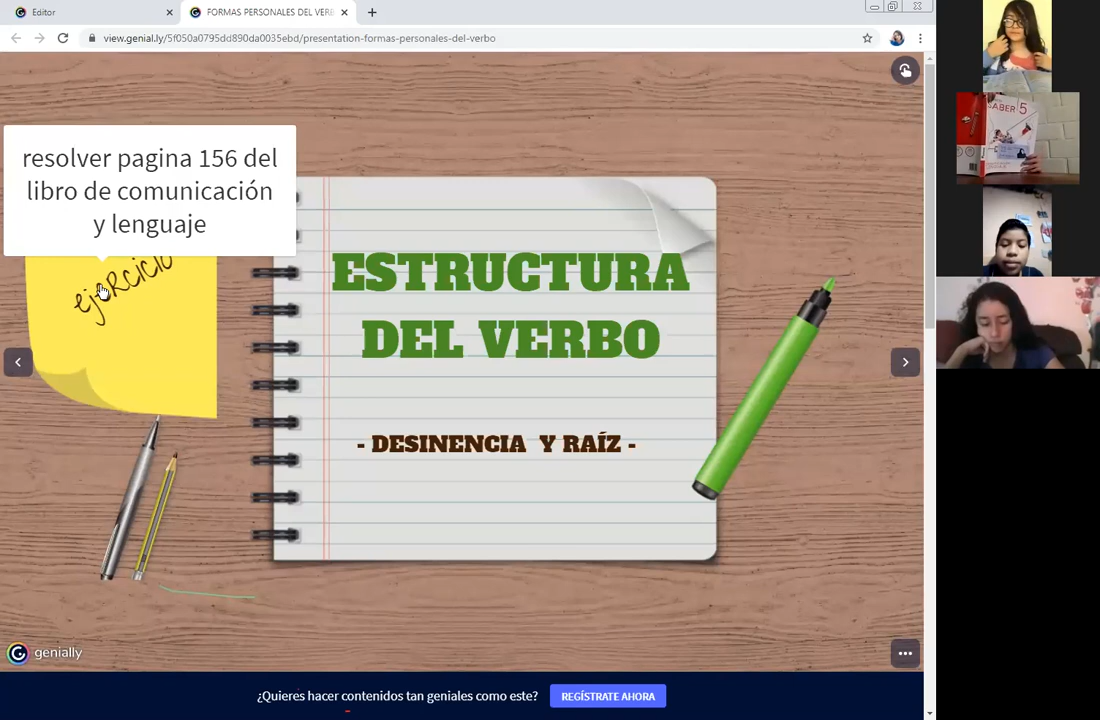 Editor
FORMAS PERSONALES DEL VERB
view.genial.ly/5f050a0795dd890da0035ebd/presentation-formas-personales-del-verbo
resolver pagina 156 del
libro de comunicación
y lenguaje
ejercicio
ESTRUCTURA
DEL VERBO
- DESINENCIA Y RAÍZ -
genially
¿Quieres hacer contenidos tan geniales como este?
REGÍSTRATE AHORA
SABER 5